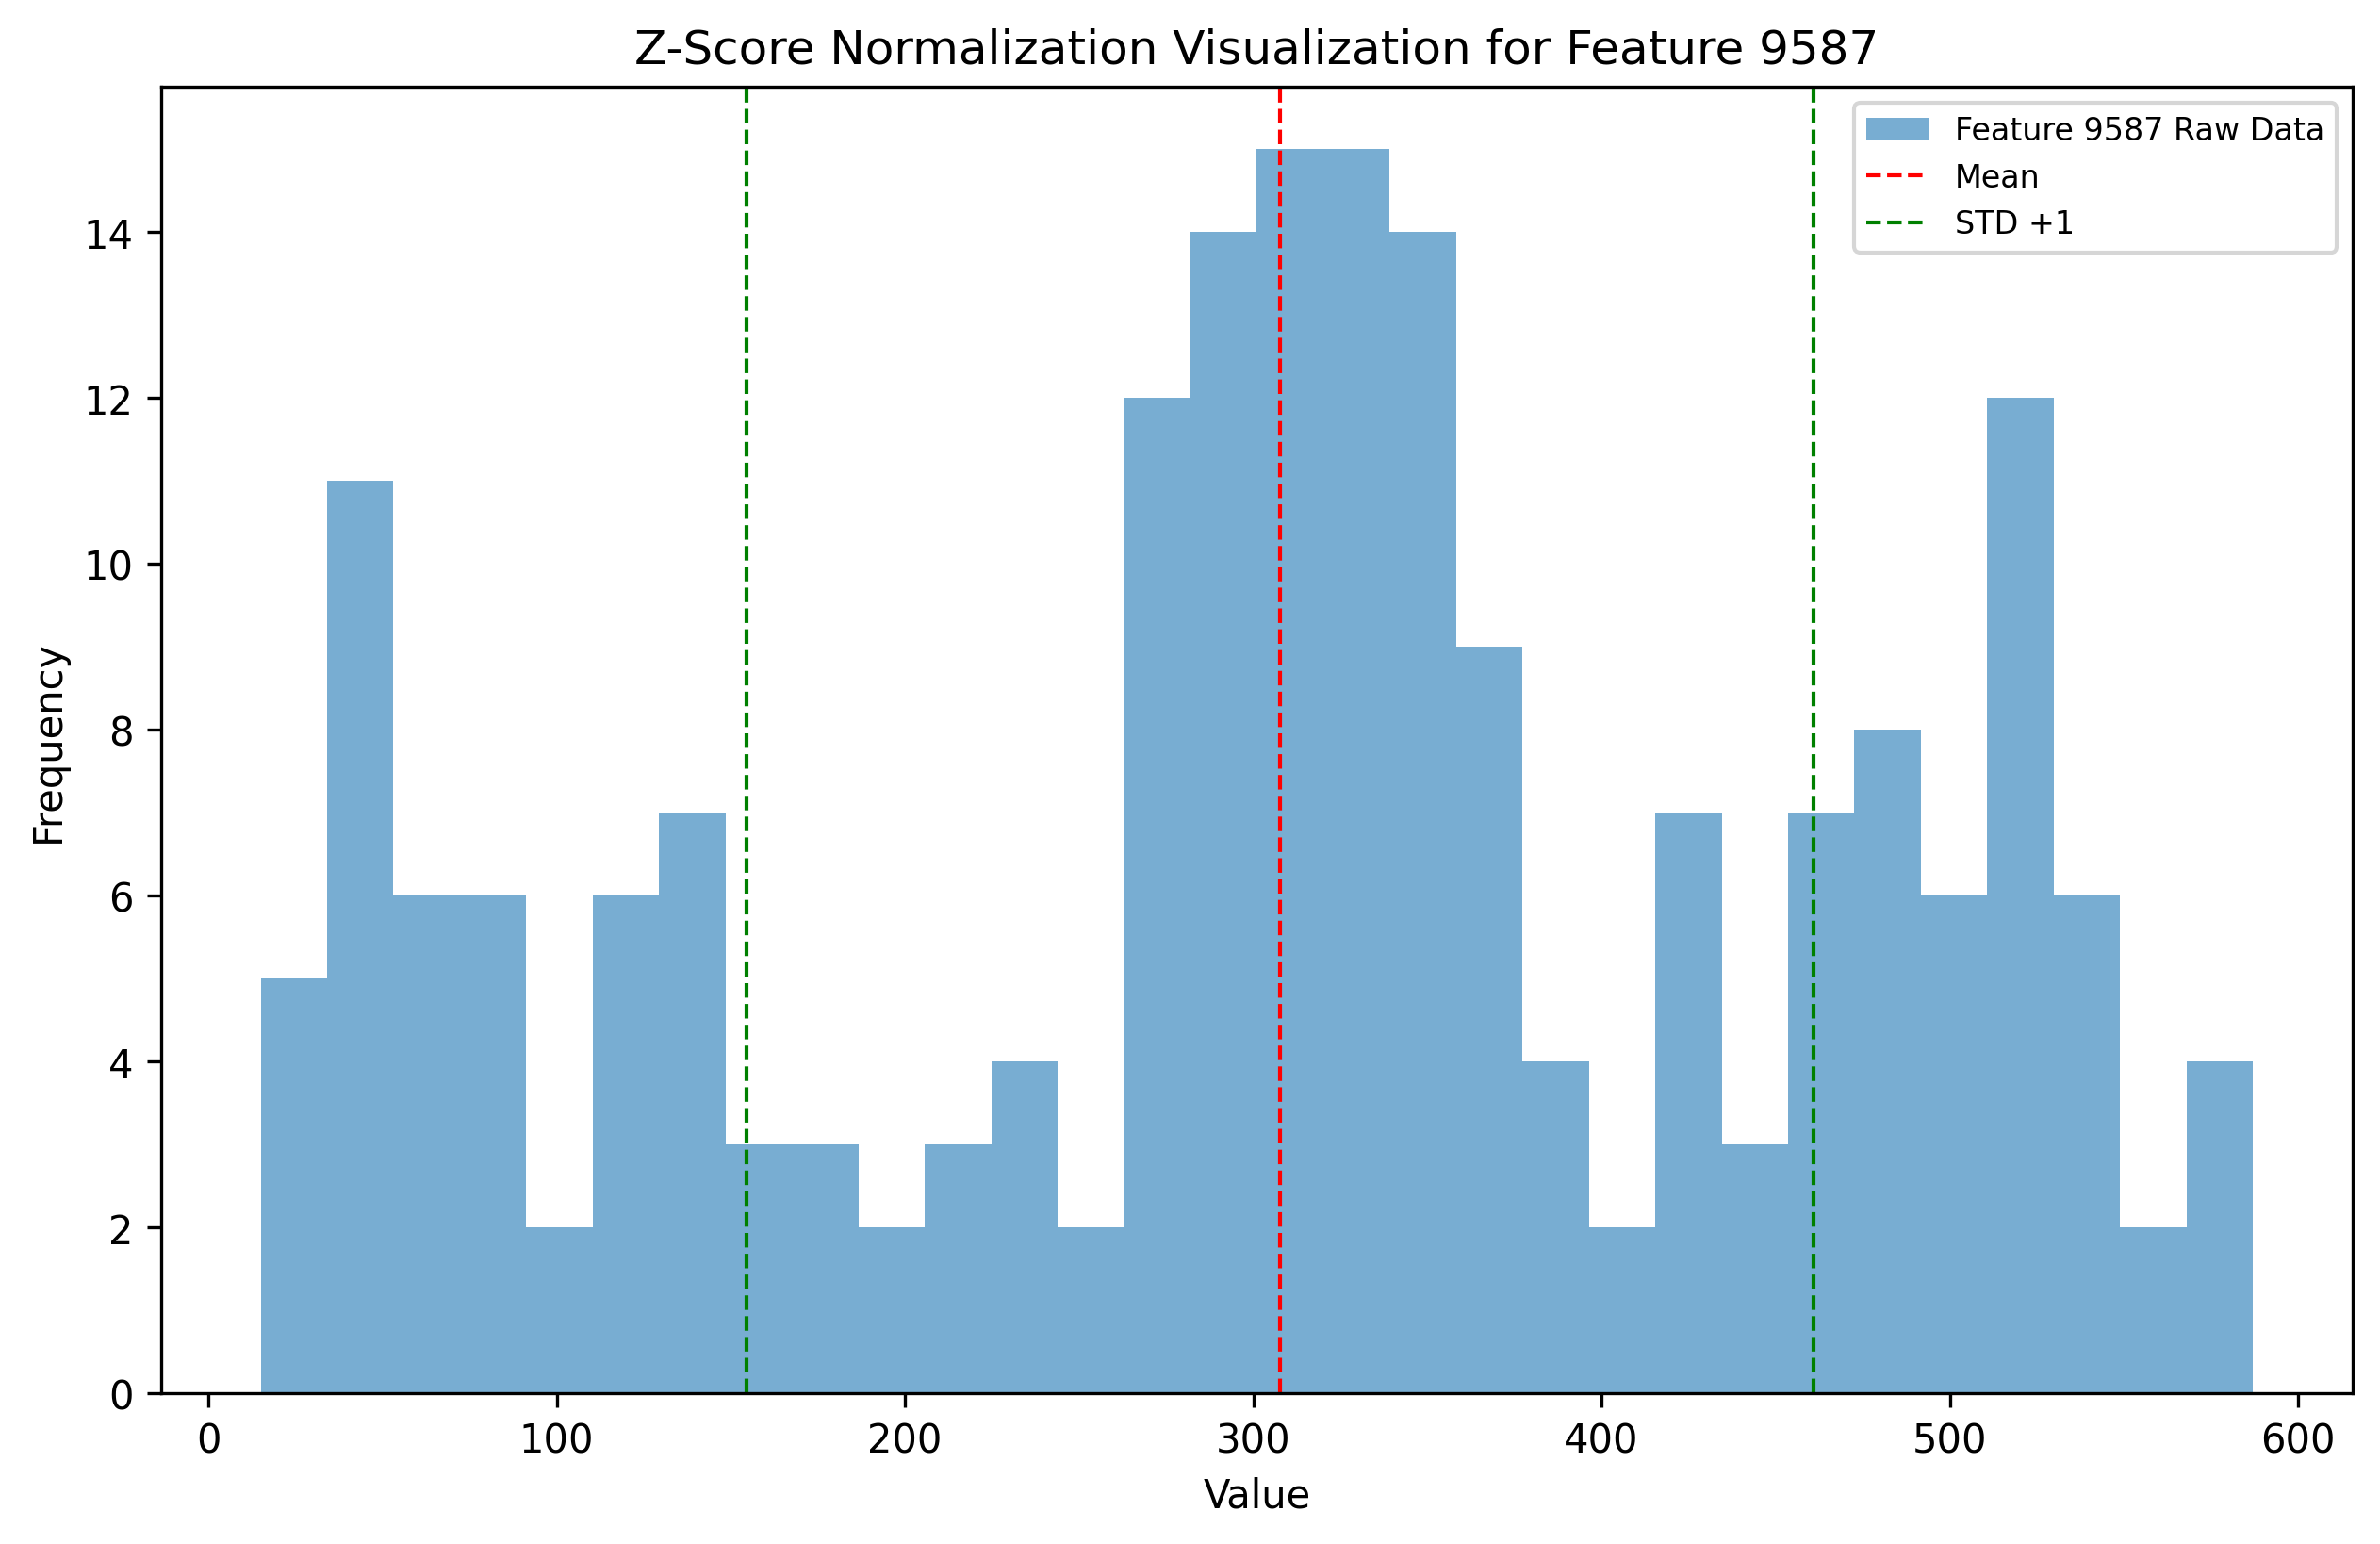 Z-Score Normalization Visualization for Feature 9587
Feature 9587 Raw Data
Mean
STD +1
14
12
10
8
6
4
2
0
Frequency
0 100 200 300 400 500 600
Value